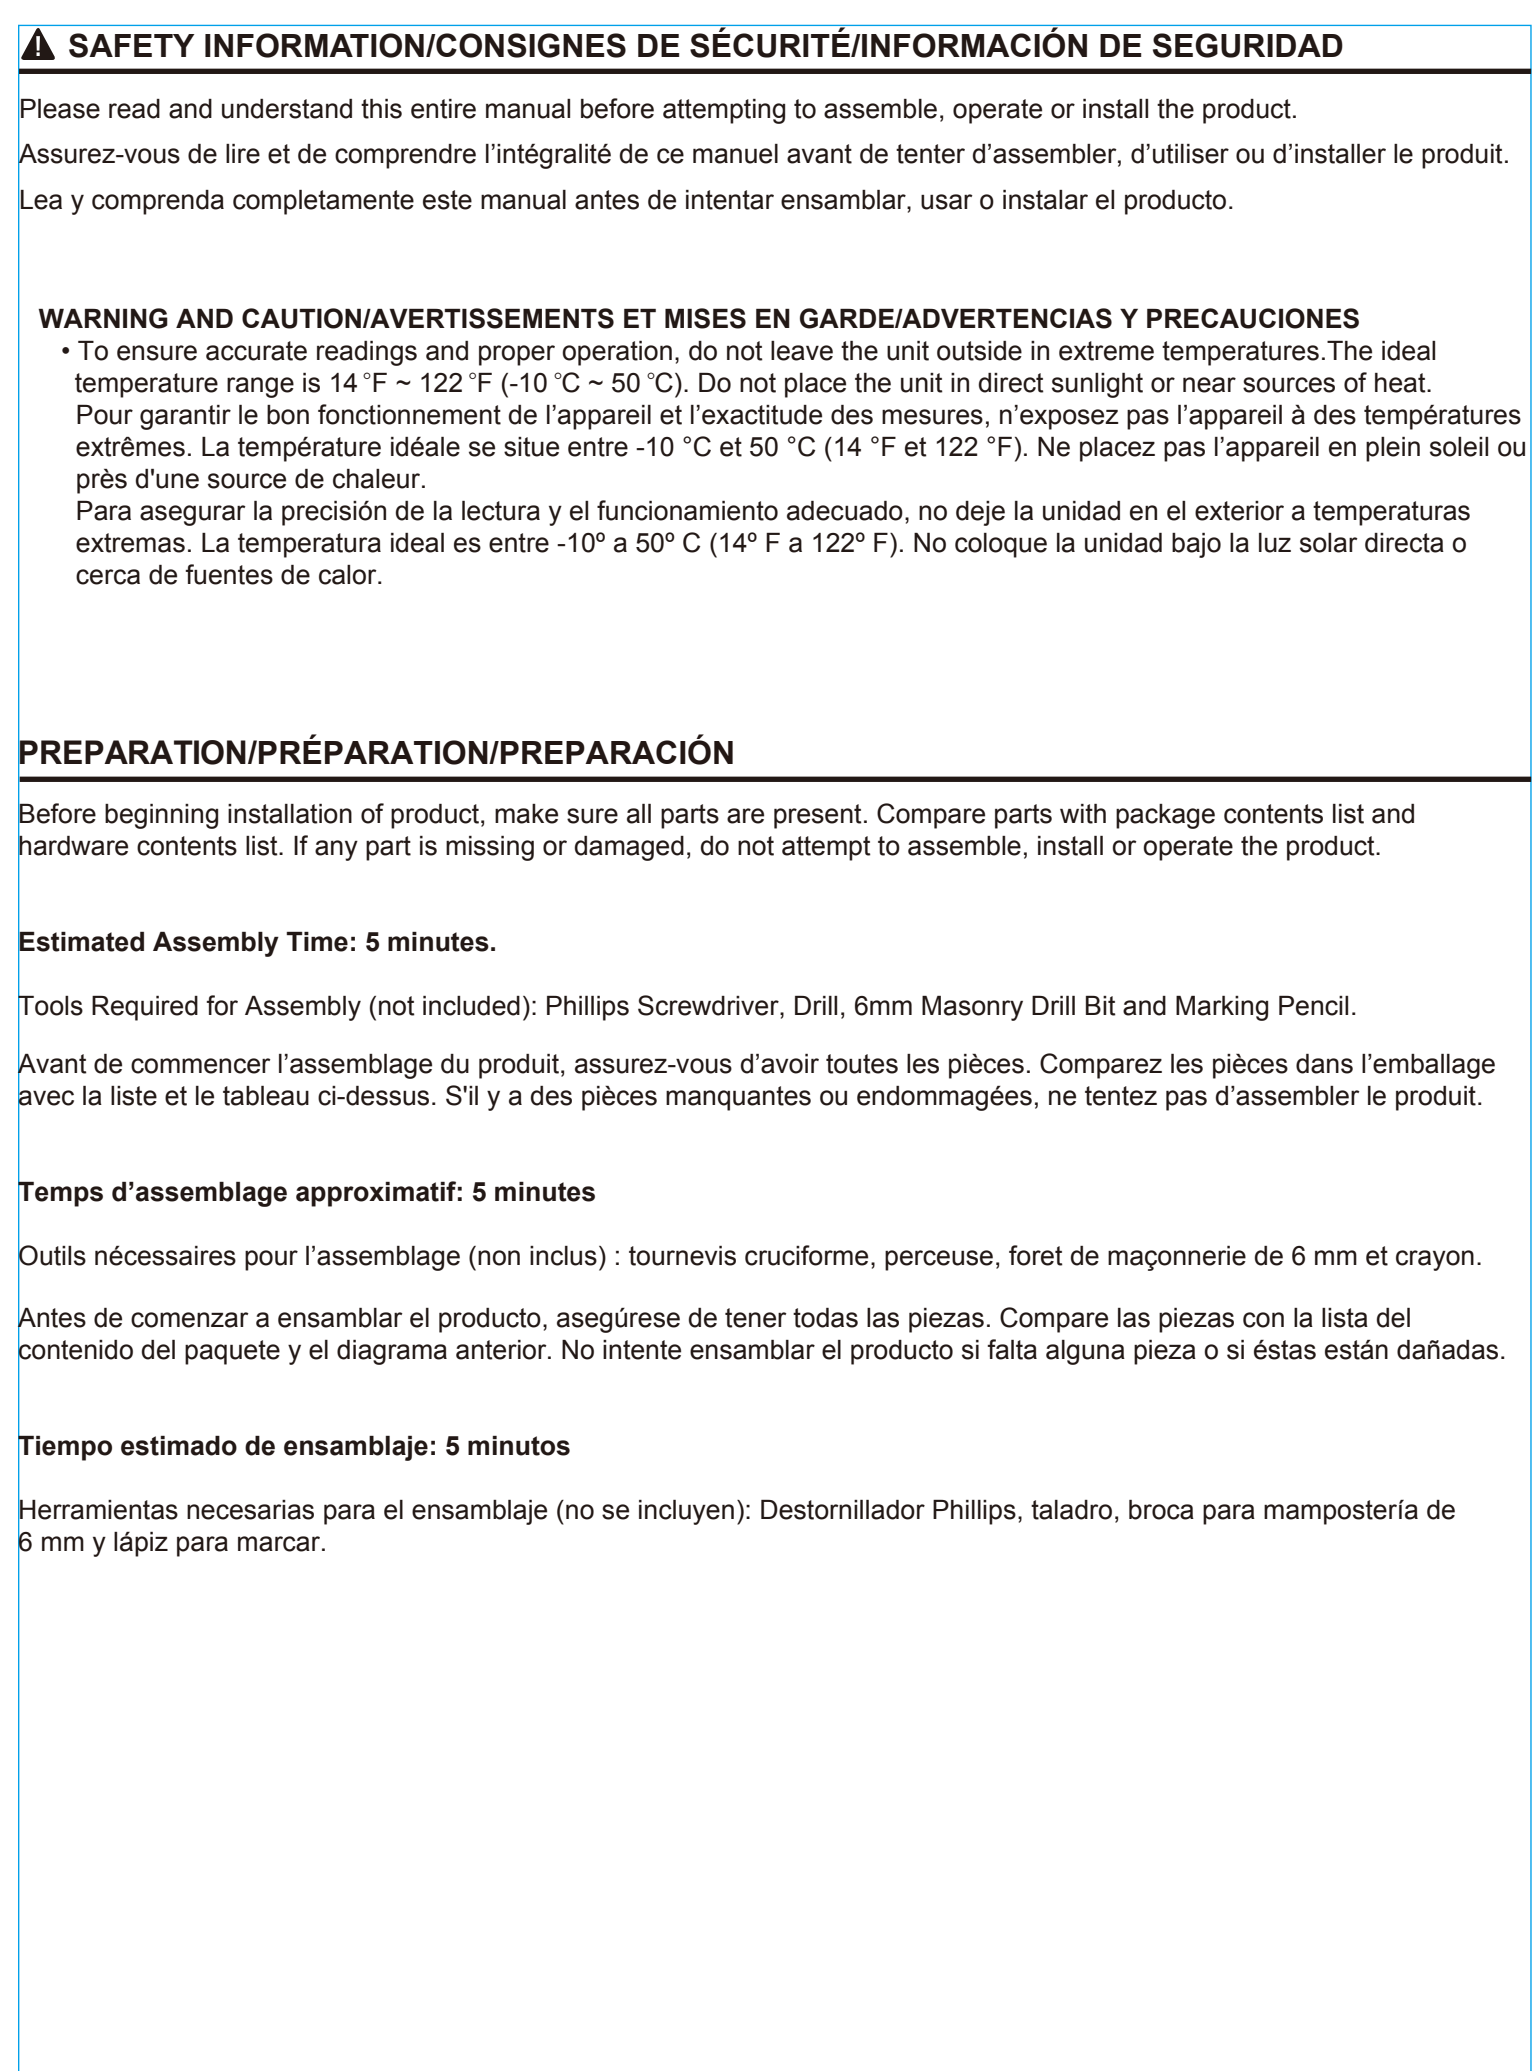 SAFETY INFORMATION/CONSIGNES DE SÉCURITÉ/INFORMACIÓN DE SEGURIDAD
Please read and understand this entire manual before attempting to assemble, operate or install the product.
Assurez-vous de lire et de comprendre l’intégralité de ce manuel avant de tenter d’assembler, d’utiliser ou d’installer le produit.
Lea y comprenda completamente este manual antes de intentar ensamblar, usar o instalar el producto.
WARNING AND CAUTION/AVERTISSEMENTS ET MISES EN GARDE/ADVERTENCIAS Y PRECAUCIONES
• To ensure accurate readings and proper operation, do not leave the unit outside in extreme temperatures.The ideal
temperature range is 14 °F ~ 122 °F (-10 °C ~ 50 °C). Do not place the unit in direct sunlight or near sources of heat.
Pour garantir le bon fonctionnement de l’appareil et l’exactitude des mesures, n’exposez pas l’appareil à des températures
extrêmes. La température idéale se situe entre -10 °C et 50 °C (14 °F et 122 °F). Ne placez pas l’appareil en plein soleil ou
près d'une source de chaleur.
Para asegurar la precisión de la lectura y el funcionamiento adecuado, no deje la unidad en el exterior a temperaturas
extremas. La temperatura ideal es entre -10º a 50º C (14º F a 122º F). No coloque la unidad bajo la luz solar directa o
cerca de fuentes de calor.
PREPARATION/PRÉPARATION/PREPARACIÓN
Before beginning installation of product, make sure all parts are present. Compare parts with package contents list and
hardware contents list. If any part is missing or damaged, do not attempt to assemble, install or operate the product.
Estimated Assembly Time: 5 minutes.
Tools Required for Assembly (not included): Phillips Screwdriver, Drill, 6mm Masonry Drill Bit and Marking Pencil.
Avant de commencer l’assemblage du produit, assurez-vous d’avoir toutes les pièces. Comparez les pièces dans l’emballage
avec la liste et le tableau ci-dessus. S'il y a des pièces manquantes ou endommagées, ne tentez pas d’assembler le produit.
Temps d’assemblage approximatif: 5 minutes
Outils nécessaires pour l’assemblage (non inclus) : tournevis cruciforme, perceuse, foret de maçonnerie de 6 mm et crayon.
Antes de comenzar a ensamblar el producto, asegúrese de tener todas las piezas. Compare las piezas con la lista del
contenido del paquete y el diagrama anterior. No intente ensamblar el producto si falta alguna pieza o si éstas están dañadas.
Tiempo estimado de ensamblaje: 5 minutos
Herramientas necesarias para el ensamblaje (no se incluyen): Destornillador Phillips, taladro, broca para mampostería de
6 mm y lápiz para marcar.